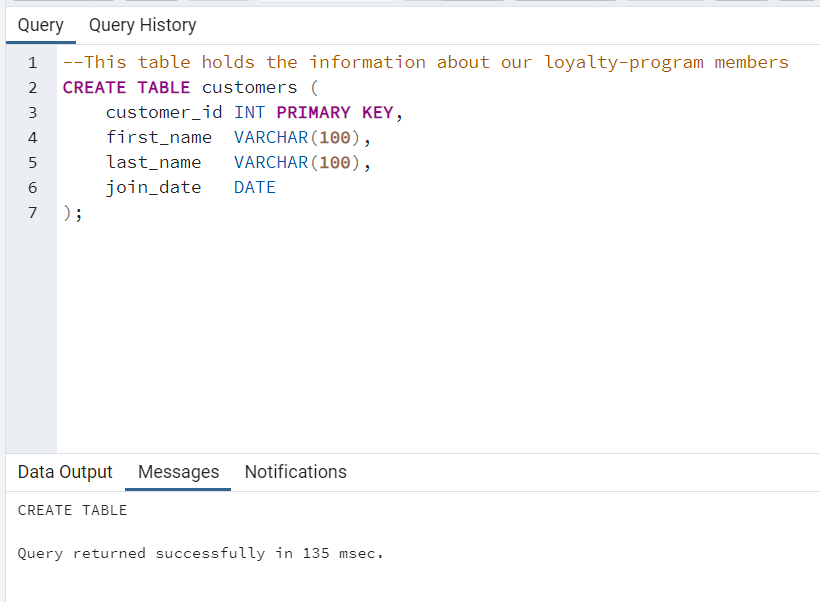 Query Query History
1 --This table holds the information about our loyalty-program members
2 CREATE TABLE customers (
3     customer_id INT PRIMARY KEY,
4     first_name  VARCHAR(100),
5     last_name   VARCHAR(100),
6     join_date   DATE
7 );
Data Output Messages Notifications
CREATE TABLE
Query returned successfully in 135 msec.